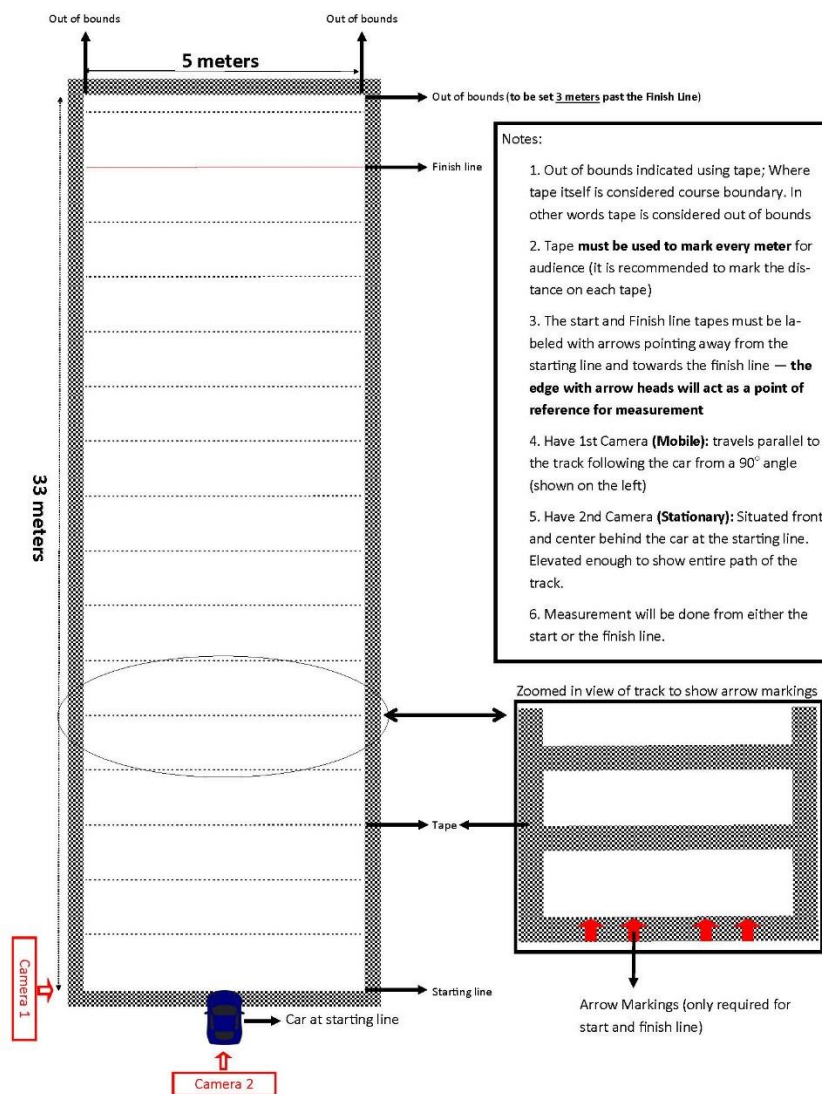 Out of bounds
Out of bounds
5 meters
Out of bounds (to be set 3 meters past the Finish Line)
Finish line
Notes:
1. Out of bounds indicated using tape; Where
tape itself is considered course boundary. In
other words tape is considered out of bounds
2. Tape must be used to mark every meter for
audience (it is recommended to mark the dis-
tance on each tape)
3. The start and Finish line tapes must be la-
beled with arrows pointing away from the
starting line and towards the finish line — the
edge with arrow heads will act as a point of
reference for measurement
4. Have 1st Camera (Mobile): travels parallel to
the track following the car from a 90° angle
(shown on the left)
5. Have 2nd Camera (Stationary): Situated front
and center behind the car at the starting line.
Elevated enough to show entire path of the
track.
6. Measurement will be done from either the
start or the finish line.
33 meters
Zoomed in view of track to show arrow markings
Tape
Camera 1
Starting line
Car at starting line
Arrow Markings (only required for
start and finish line)
Camera 2